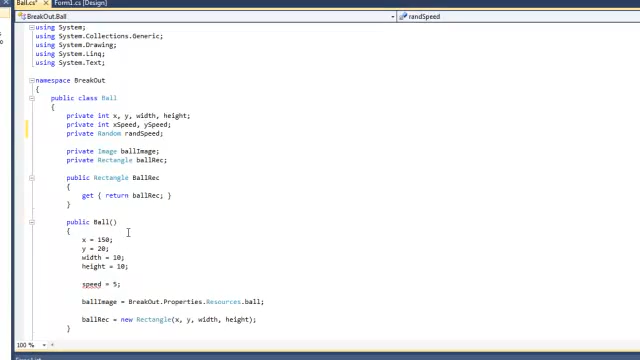 Ball.cs* Form1.cs [Design]
BreakOut.Ball randSpeed
using System;
using System.Collections.Generic;
using System.Drawing;
using System.Linq;
using System.Text;
namespace BreakOut
{
public class Ball
{
private int x, y, width, height;
private int xSpeed, ySpeed;
private Random randSpeed;
private Image ballImage;
private Rectangle ballRec;
public Rectangle BallRec
{
get { return ballRec; }
}
public Ball()
{
x = 150;
y = 20;
width = 10;
height = 10;
speed = 5;
ballImage = BreakOut.Properties.Resources.ball;
ballRec = new Rectangle(x, y, width, height);
}
100 %